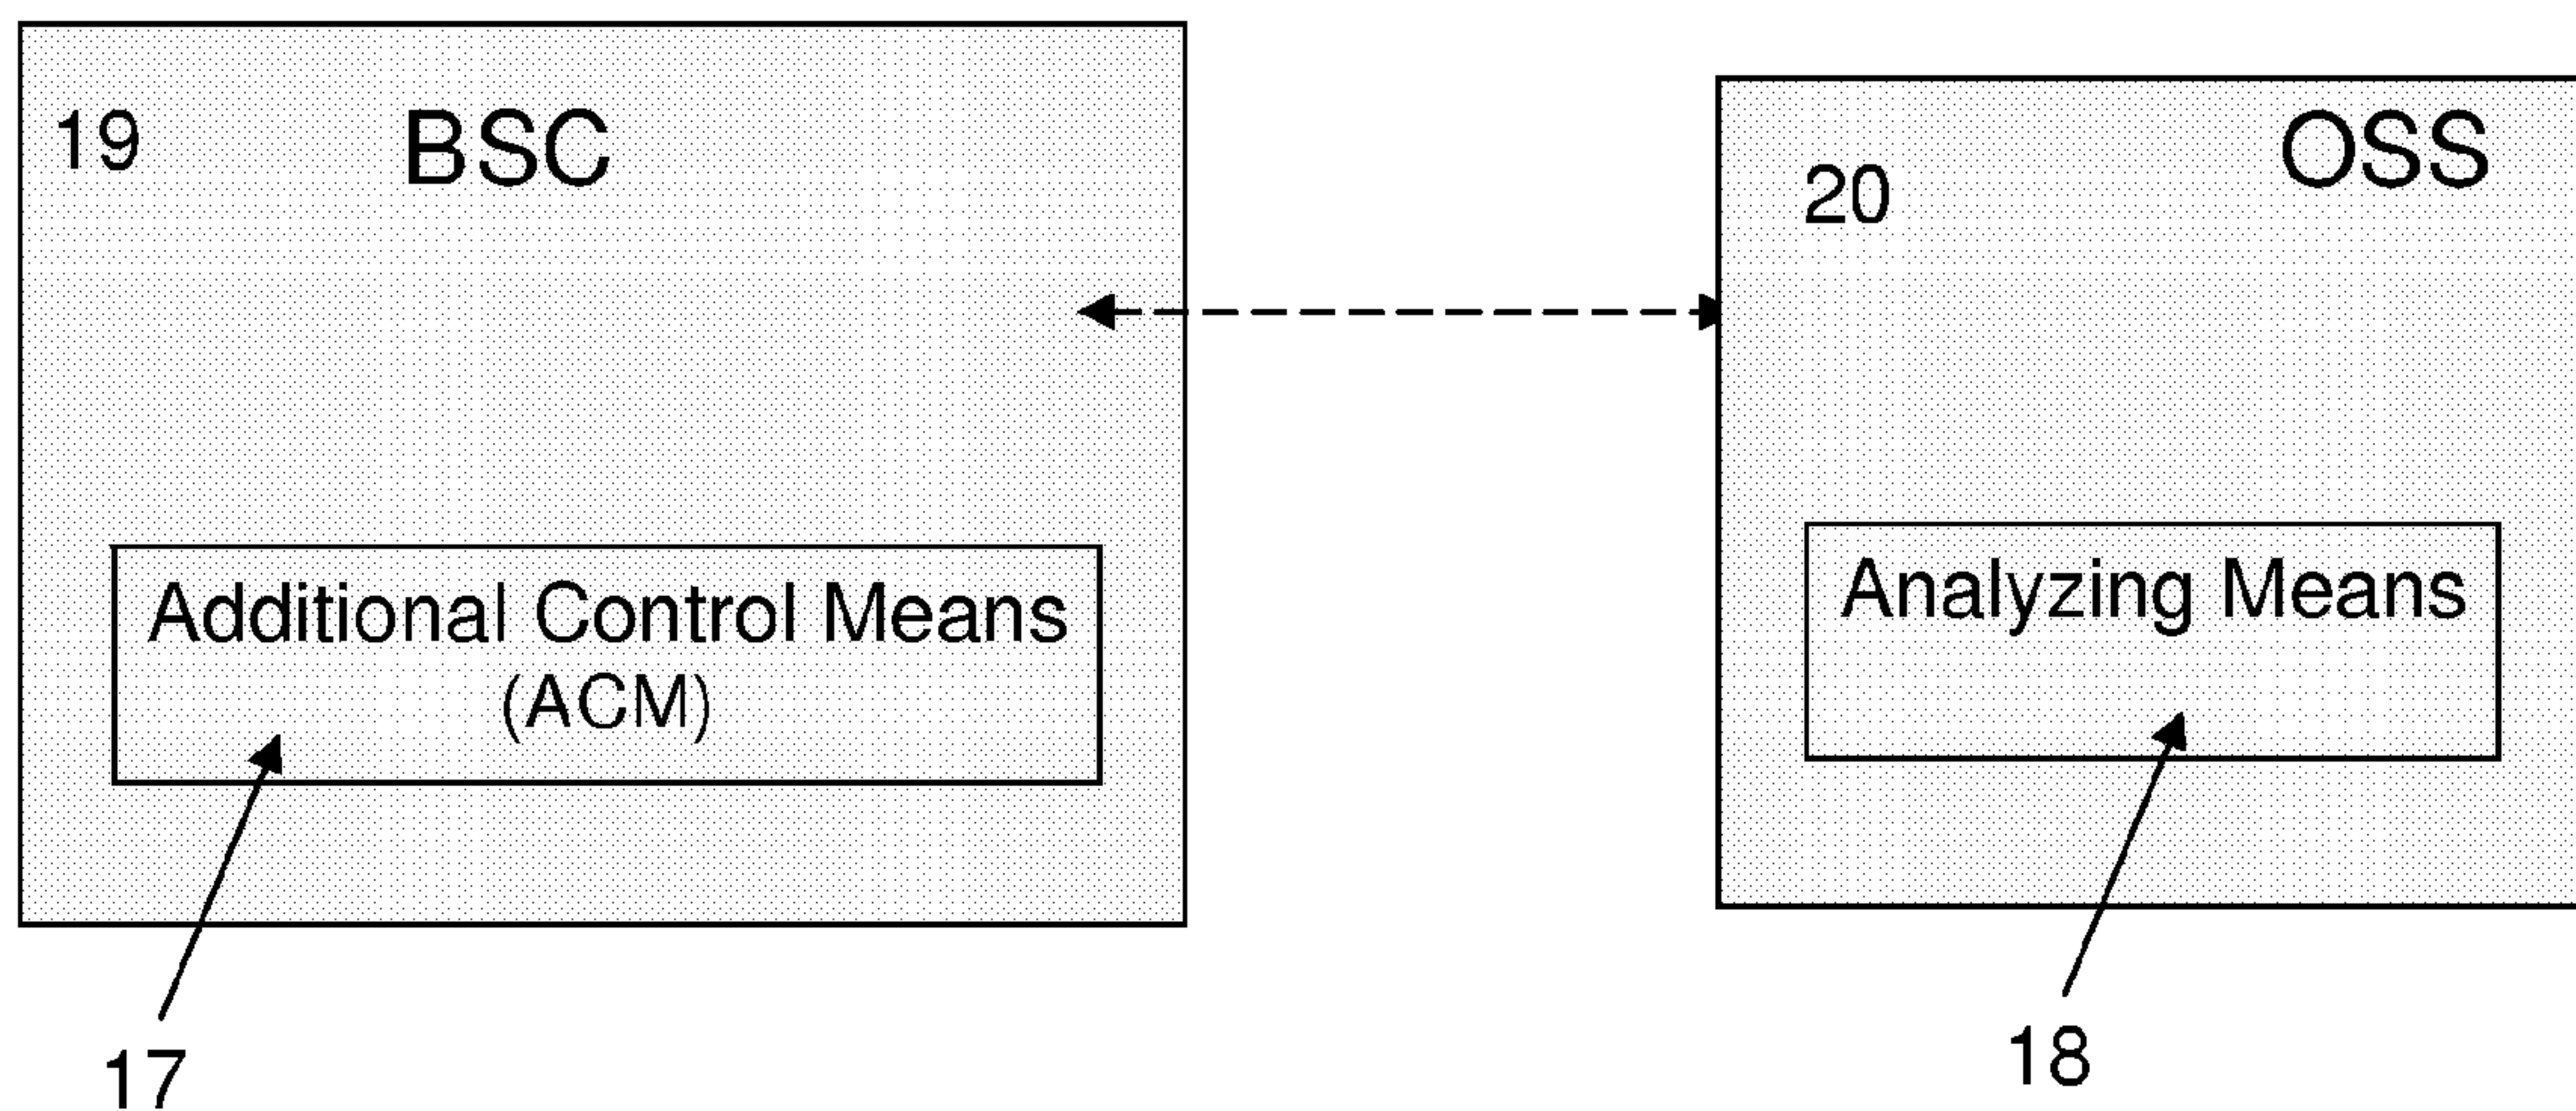 19
BSC
Additional Control Means
(ACM)
17
20
OSS
Analyzing Means
18